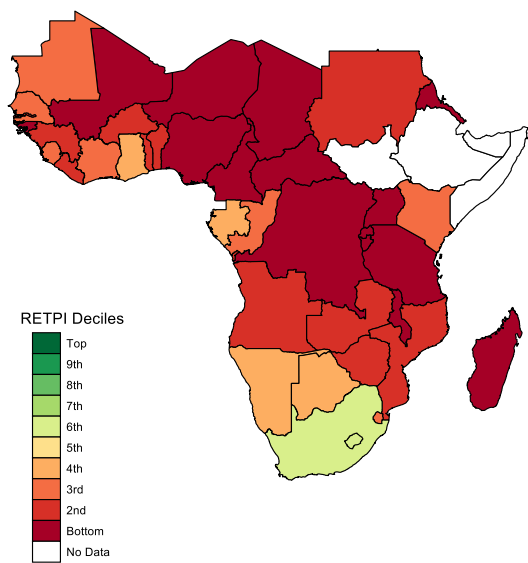 RETPI Deciles
Top
9th
8th
7th
6th
5th
4th
3rd
2nd
Bottom
No Data